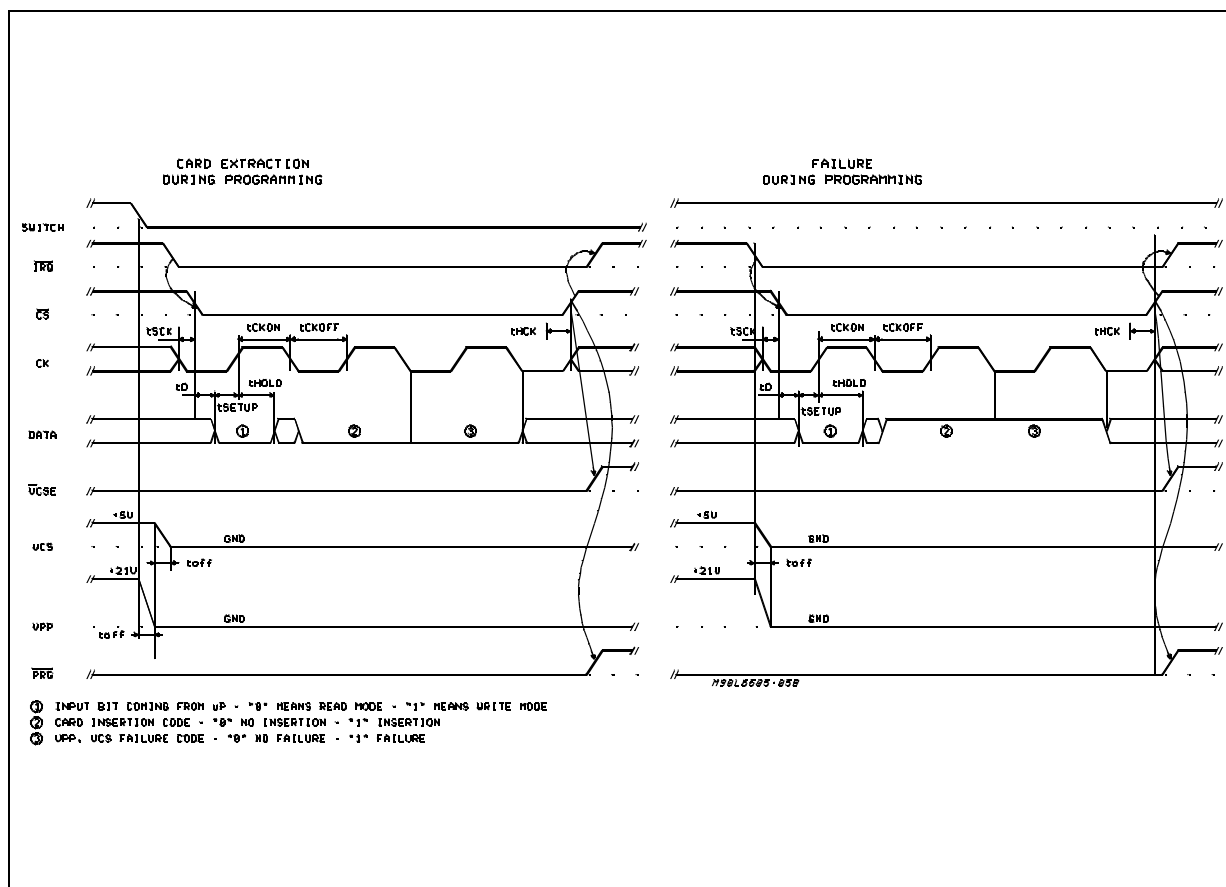 CARD EXTRACTION
DURING PROGRAMMING
FAILURE
DURING PROGRAMMING
SWITCH
IRQ
CS
tSCK
tCKON
tCKOFF
tHCK
tSCK
tCKON
tCKOFF
tHCK
CK
tD
tHOLD
tSETUP
tD
tHOLD
tSETUP
DATA
1
2
3
1
2
3
VCSE
+5V
+5V
VCS
GND
GND
toff
toff
+21V
+21V
VPP
GND
GND
toff
PRG
M90L8605-05B
1 INPUT BIT COMING FROM uP - "0" MEANS READ MODE - "1" MEANS WRITE MODE
2 CARD INSERTION CODE - "0" NO INSERTION - "1" INSERTION
3 VPP, VCS FAILURE CODE - "0" NO FAILURE - "1" FAILURE